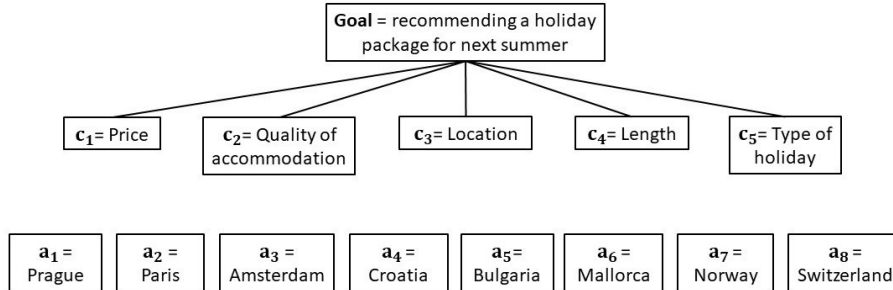 Goal = recommending a holiday
package for next summer
c₁= Price
c₂= Quality of
accommodation
c₃= Location
c₄= Length
c₅= Type of
holiday
a₁ =
Prague
a₂ =
Paris
a₃ =
Amsterdam
a₄ =
Croatia
a₅ =
Bulgaria
a₆ =
Mallorca
a₇ =
Norway
a₈ =
Switzerland